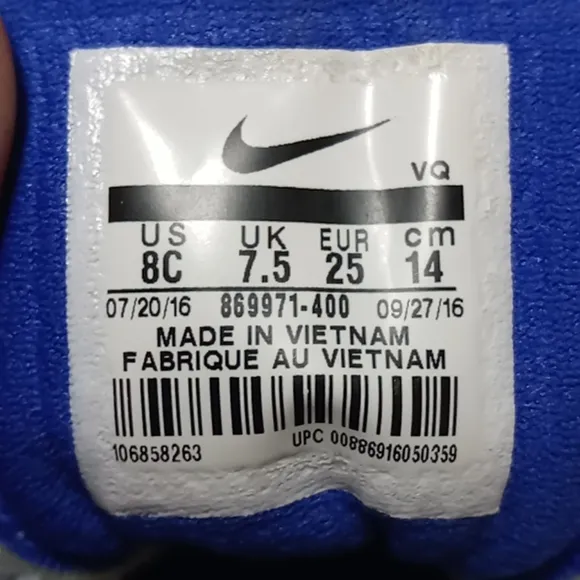 VQ
US UK EUR cm
8C 7.5 25 14
07/20/16 869971-400 09/27/16
MADE IN VIETNAM
FABRIQUE AU VIETNAM
106858263 UPC 00886916050359